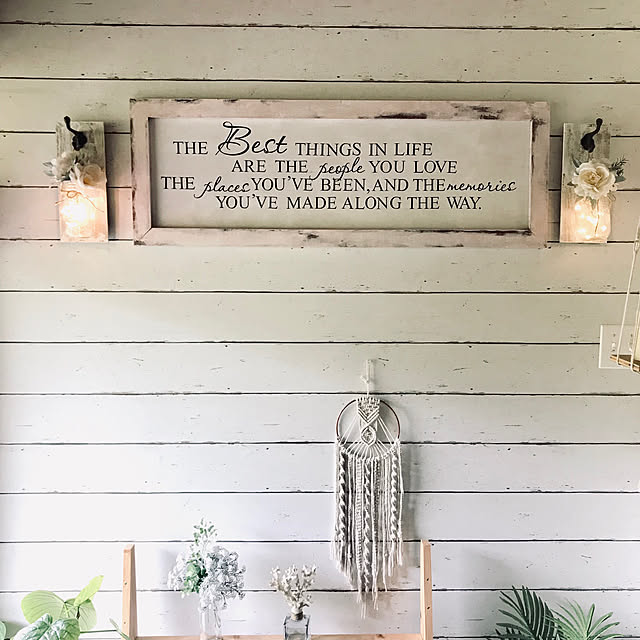 THE Best THINGS IN LIFE
ARE THE people YOU LOVE
THE places YOU'VE BEEN, AND THE memories
YOU'VE MADE ALONG THE WAY.